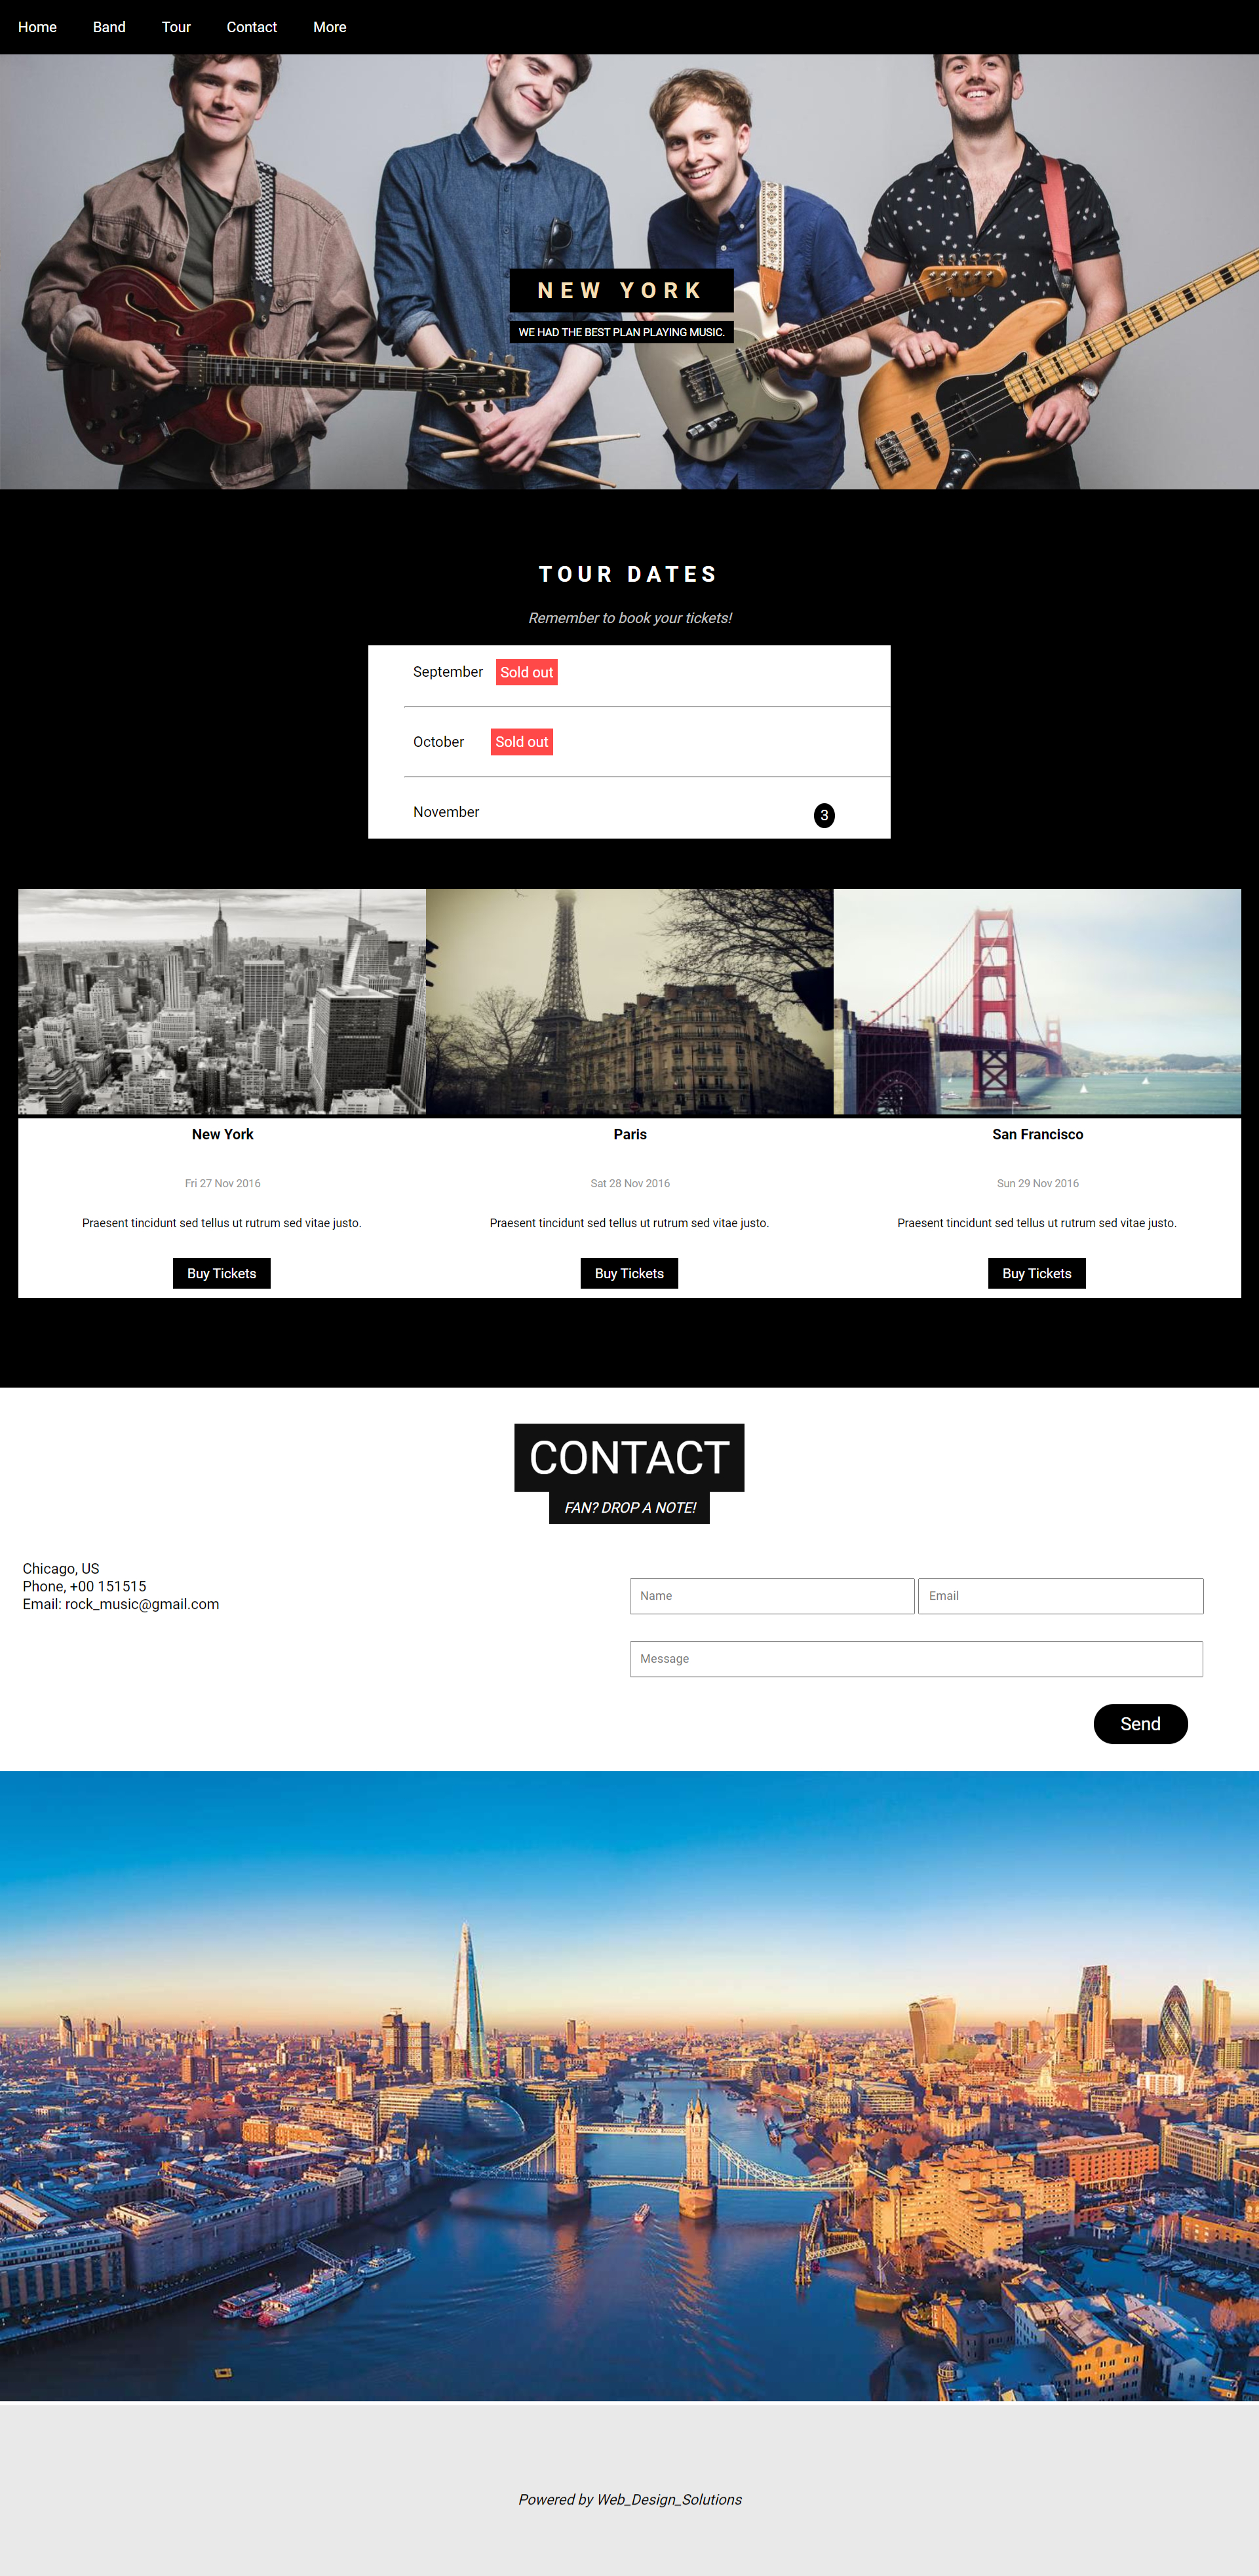 Home Band Tour Contact More
NEW YORK
WE HAD THE BEST PLAN PLAYING MUSIC.
TOUR DATES
Remember to book your tickets!
September Sold out
October Sold out
November 3
New York
Fri 27 Nov 2016
Praesent tincidunt sed tellus ut rutrum sed vitae justo.
Buy Tickets
Paris
Sat 28 Nov 2016
Praesent tincidunt sed tellus ut rutrum sed vitae justo.
Buy Tickets
San Francisco
Sun 29 Nov 2016
Praesent tincidunt sed tellus ut rutrum sed vitae justo.
Buy Tickets
CONTACT
FAN? DROP A NOTE!
Chicago, US
Phone, +00 151515
Email: rock_music@gmail.com
Name Email
Message
Send
Powered by Web_Design_Solutions